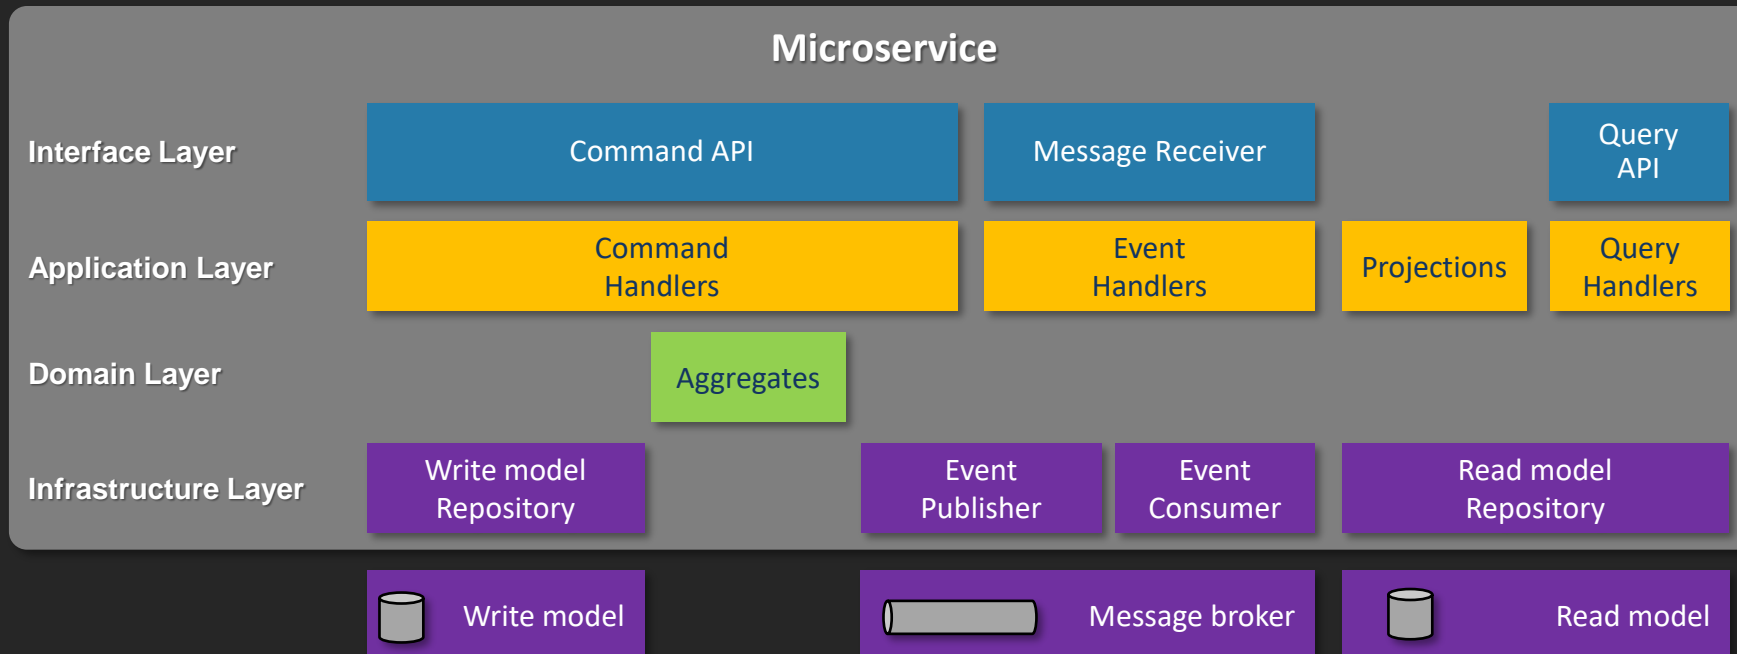 Microservice
Interface Layer
Command API
Message Receiver
Query
API
Application Layer
Command
Handlers
Event
Handlers
Projections
Query
Handlers
Domain Layer
Aggregates
Infrastructure Layer
Write model
Repository
Event
Publisher
Event
Consumer
Read model
Repository
Write model
Message broker
Read model